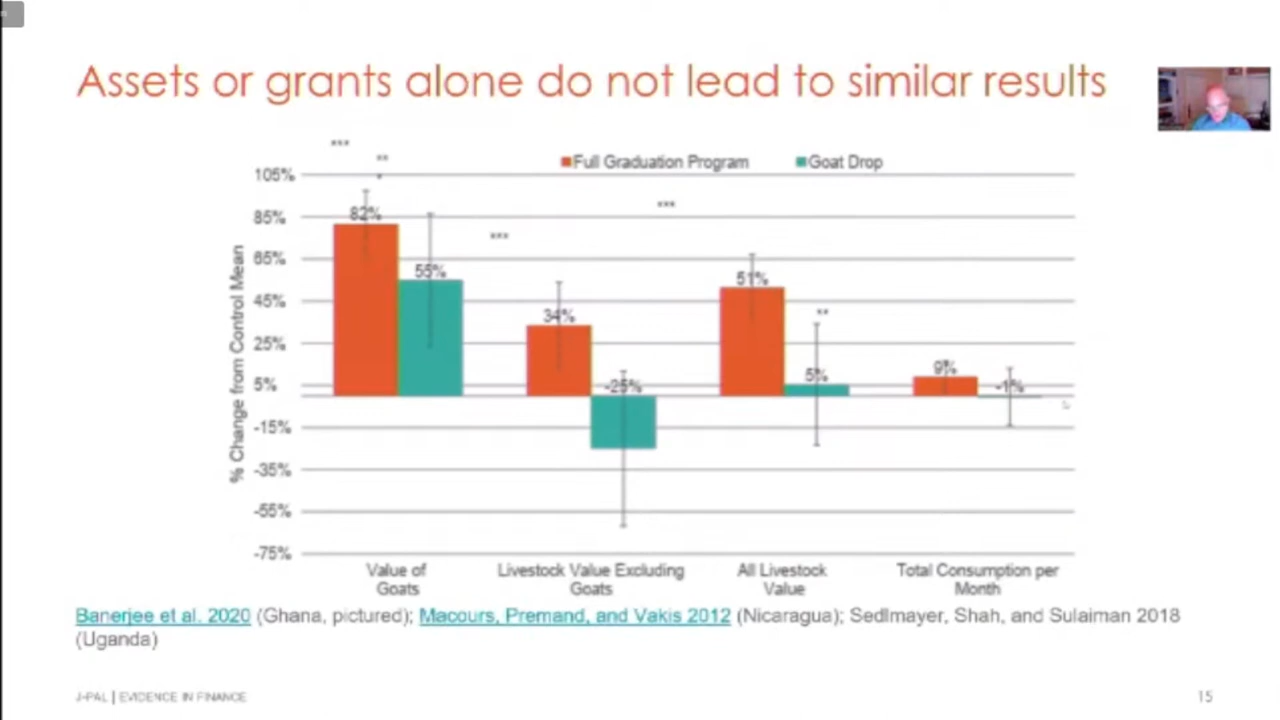 Assets or grants alone do not lead to similar results
***
**
*
Full Graduation Program
Goat Drop
105%
85%
65%
45%
25%
5%
-15%
-35%
-55%
-75%
% Change from Control Mean
82%
55%
***
34%
-25%
***
51%
**
5%
9%
-1%
Value of
Goats
Livestock Value Excluding
Goats
All Livestock
Value
Total Consumption per
Month
Banerjee et al. 2020 (Ghana, pictured); Macours, Premand, and Vakis 2012 (Nicaragua); Sedlmayer, Shah, and Sulaiman 2018
(Uganda)
J-PAL | EVIDENCE IN FINANCE
15